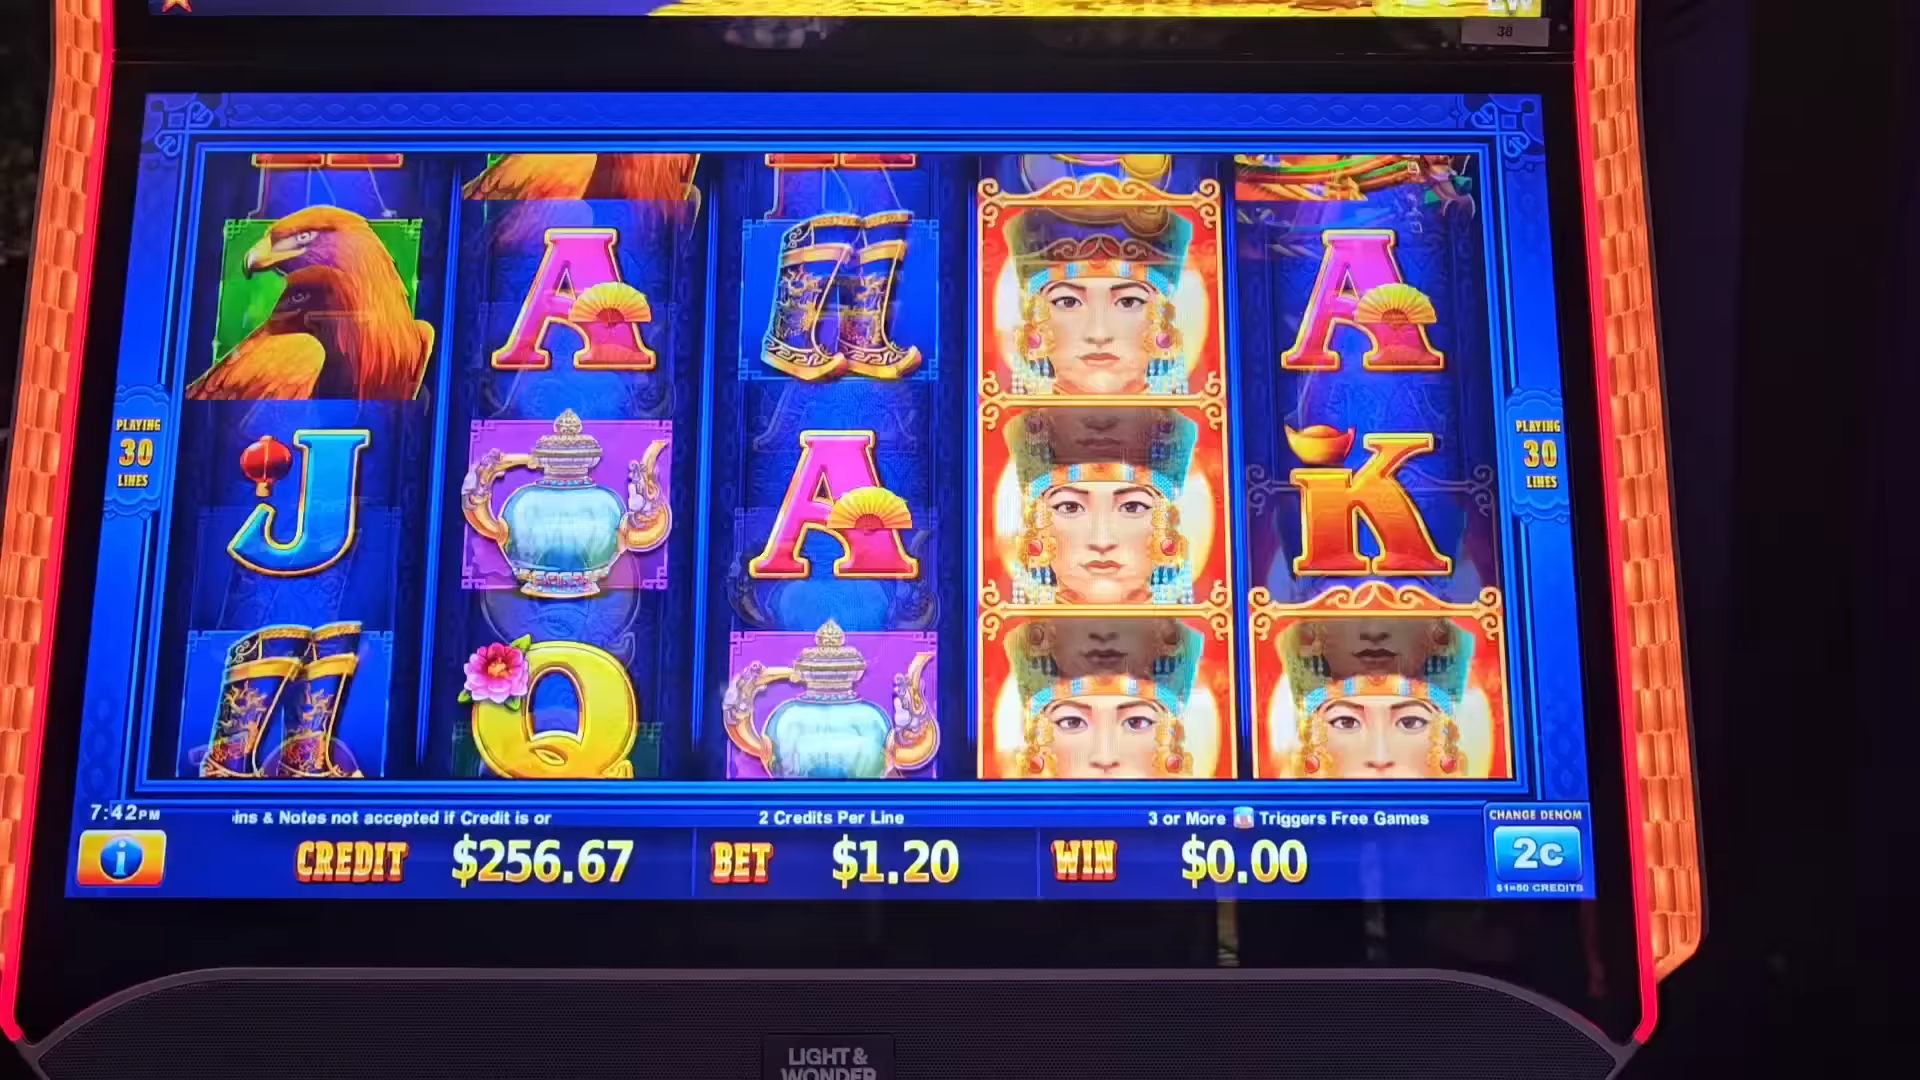 38
A
A
PLAYING
30
LINES
J
A
K
PLAYING
30
LINES
Q
7:42PM
ins & Notes not accepted if Credit is or
2 Credits Per Line
3 or More Triggers Free Games
CHANGE DENOM
CREDIT $256.67
BET $1.20
WIN $0.00
2c
$1=50 CREDITS
LIGHT &
WONDER